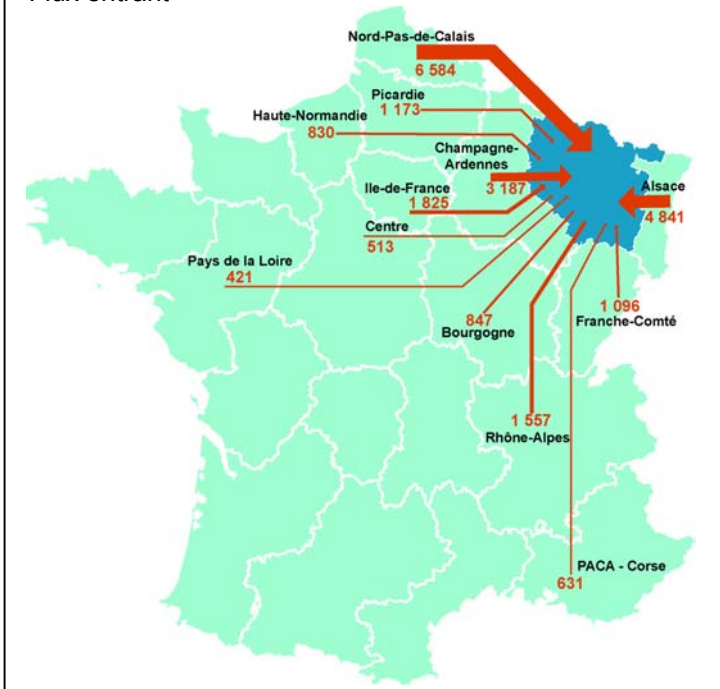 Flux entrant
Nord-Pas-de-Calais
6 584
Picardie
1 173
Haute-Normandie
830
Champagne-
Ardennes
3 187
Ile-de-France
1 825
Alsace
4 841
Centre
513
Pays de la Loire
421
847
Bourgogne
1 096
Franche-Comté
1 557
Rhône-Alpes
PACA - Corse
631